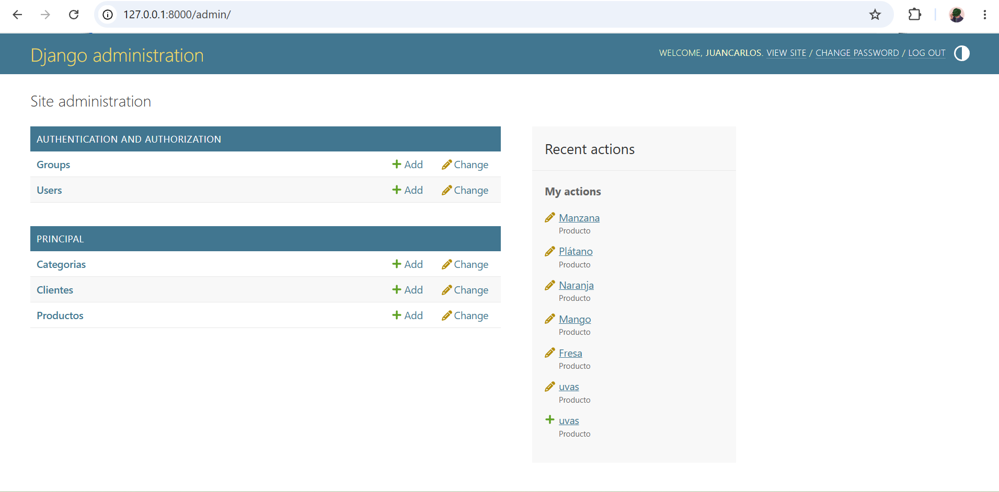 127.0.0.1:8000/admin/
Django administration
WELCOME, JUANCARLOS. VIEW SITE / CHANGE PASSWORD / LOG OUT
Site administration
AUTHENTICATION AND AUTHORIZATION
Groups Add Change
Users Add Change
PRINCIPAL
Categorias Add Change
Clientes Add Change
Productos Add Change
Recent actions
My actions
Manzana
Producto
Plátano
Producto
Naranja
Producto
Mango
Producto
Fresa
Producto
uvas
Producto
uvas
Producto